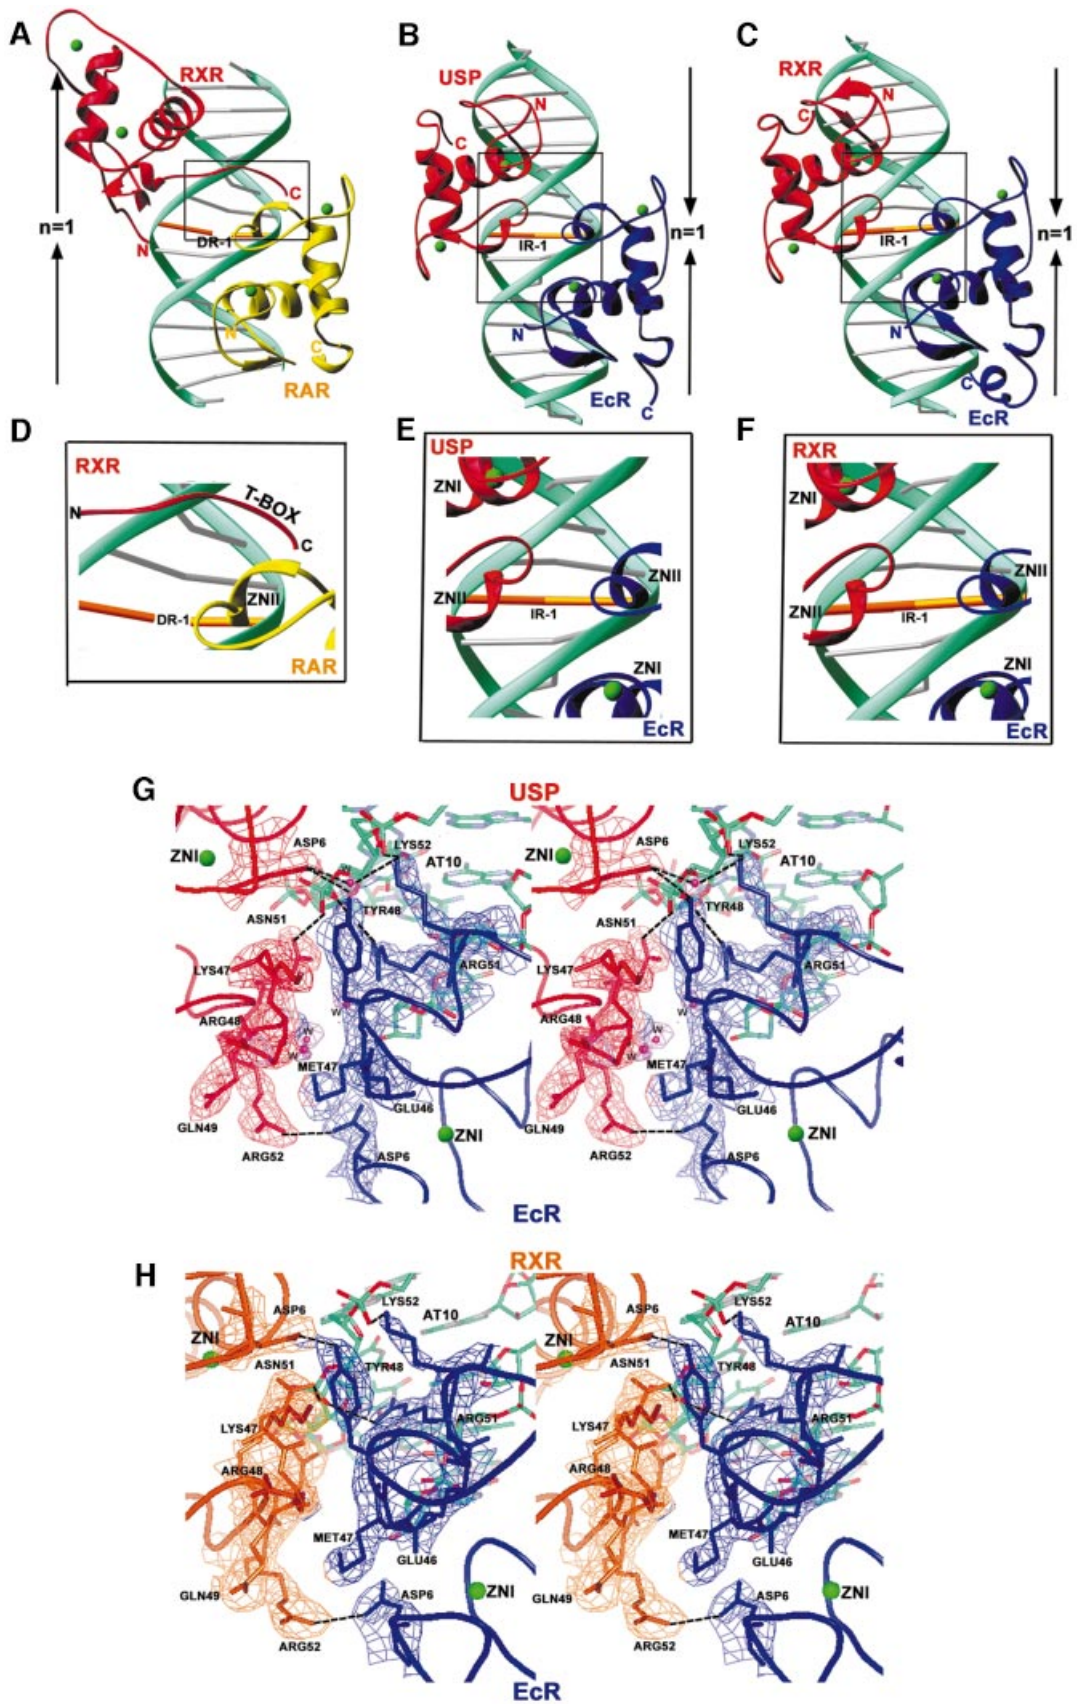 A
RXR
n=1
C
DR-1
N
N
C
RAR
B
USP
N
C
n=1
IR-1
N
EcR
C
C
RXR
N
C
n=1
IR-1
N
C
EcR
D
RXR
T-BOX
N
C
ZNII
DR-1
RAR
E
USP
ZNI
ZNII
ZNII
IR-1
ZNI
EcR
F
RXR
ZNI
ZNII
ZNII
IR-1
ZNI
EcR
G
USP
ASP6
LYS52
ZNI
AT10
TYR48
ASN51
LYS47
ARG51
W
W
ARG48
W
W
MET47
GLU46
GLN49
ZNI
ARG52
ASP6
ASP6
LYS52
ZNI
AT10
TYR48
ASN51
LYS47
ARG51
W
ARG48
W
W
MET47
GLU46
GLN49
ZNI
ARG52
ASP6
EcR
H
RXR
ASP6
LYS52
AT10
ZNI
ASN51
TYR48
LYS47
ARG51
ARG48
MET47
GLU46
GLN49
ASP6
ZNI
ARG52
ASP6
LYS52
AT10
ZNI
ASN51
TYR48
LYS47
ARG51
ARG48
MET47
GLU46
GLN49
ASP6
ZNI
ARG52
EcR